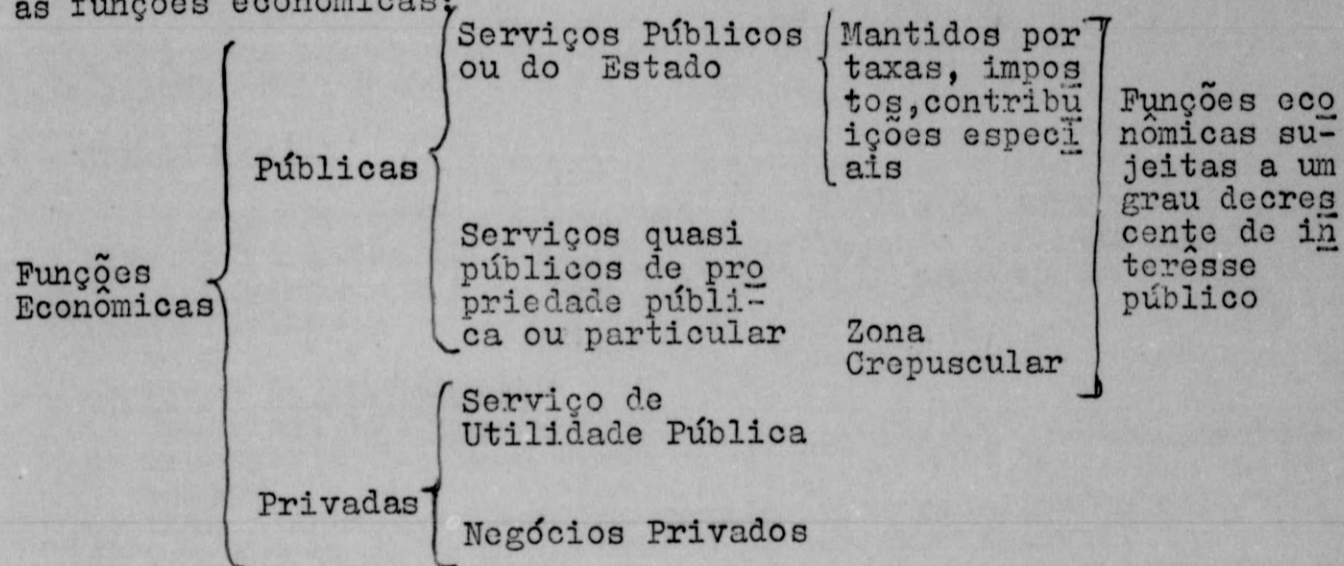 as funções econômicas:
Funções
Econômicas
Públicas
Serviços Públicos
ou do Estado
Mantidos por
taxas, impos
tos,contribu
ições especi
ais
Serviços quasi
públicos de pro
priedade públi-
ca ou particular
Zona
Crepuscular
Funções eco
nômicas su-
jeitas a um
grau decres
cente de in
terêsse
público
Privadas
Serviço de
Utilidade Pública
Negócios Privados